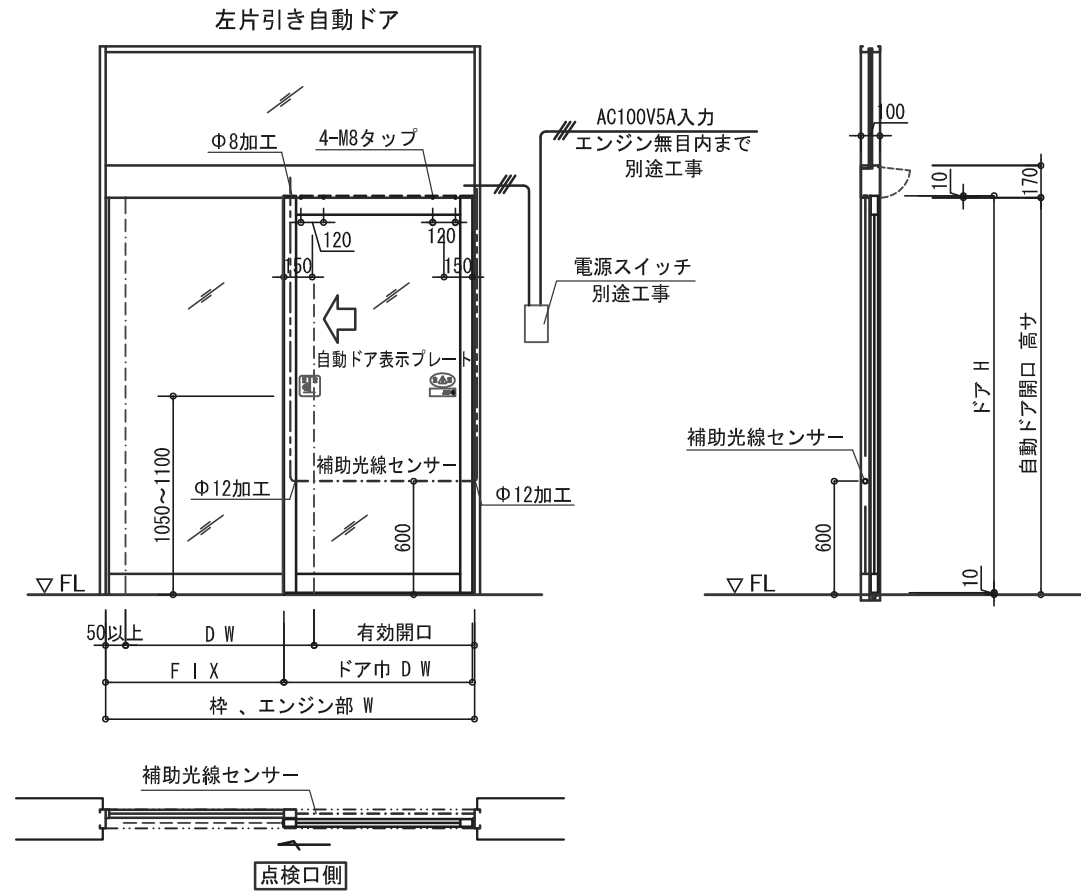 左片引き自動ドア
AC100V5A入力
エンジン無目内まで
別途工事
Φ8加工
4-M8タップ
100
10
170
120
120
150
150
電源スイッチ
別途工事
自動ドア表示プレート
ドア H
自動ドア開口 高サ
1050～1100
補助光線センサー
Φ12加工
Φ12加工
600
補助光線センサー
600
10
▽ FL
▽ FL
50以上
D W
有効開口
F I X
ドア巾 D W
枠 、エンジン部 W
補助光線センサー
点検口側